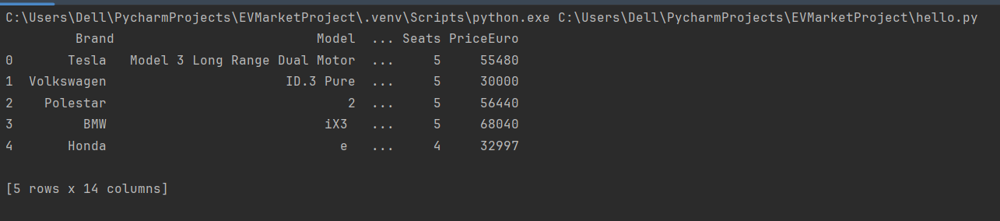 C:\Users\Dell\PycharmProjects\EVMarketProject\.venv\Scripts\python.exe C:\Users\Dell\PycharmProjects\EVMarketProject\hello.py
         Brand                          Model  ... Seats PriceEuro
0        Tesla   Model 3 Long Range Dual Motor  ...     5     55480
1  Volkswagen                       ID.3 Pure  ...     5     30000
2    Polestar                               2  ...     5     56440
3         BMW                            iX3   ...     5     68040
4       Honda                              e   ...     4     32997
[5 rows x 14 columns]